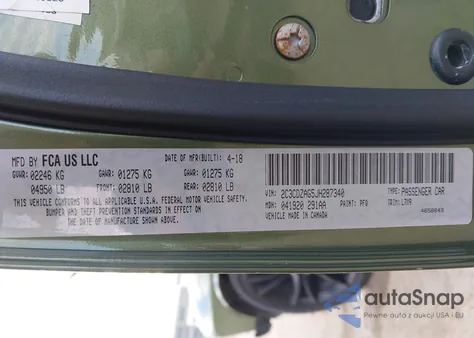 MFD BY FCA US LLC
DATE OF MFR(BUILT): 4-18
GVWR: 02246 KG GAWR: 01275 KG GAWR: 01275 KG
04950 LB FRONT: 02810 LB REAR: 02810 LB
THIS VEHICLE CONFORMS TO ALL APPLICABLE U.S.A. FEDERAL MOTOR VEHICLE SAFETY,
BUMPER AND THEFT PREVENTION STANDARDS IN EFFECT ON
THE DATE OF MANUFACTURE SHOWN ABOVE.
VIN: 2C3CDZAG5JH287340 TYPE: PASSENGER CAR
MDH: 041920 291AA PAINT: PFQ TRIM: L7X9
VEHICLE MADE IN CANADA 4650843
autoSnap
Pewne auta z aukcji USA i EU